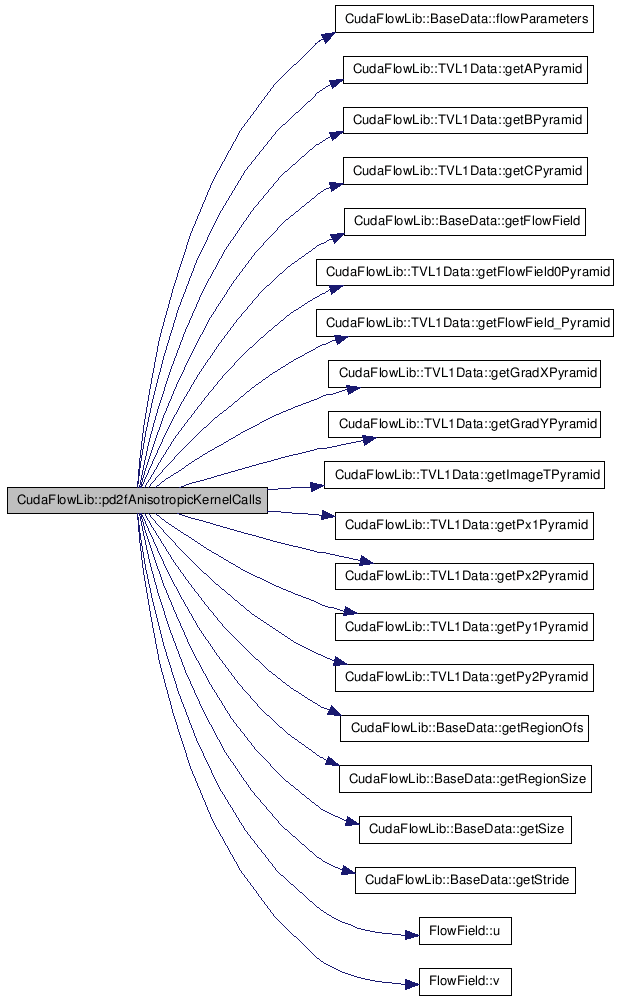 CudaFlowLib::BaseData::flowParameters
CudaFlowLib::TVL1Data::getAPyramid
CudaFlowLib::TVL1Data::getBPyramid
CudaFlowLib::TVL1Data::getCPyramid
CudaFlowLib::BaseData::getFlowField
CudaFlowLib::TVL1Data::getFlowField0Pyramid
CudaFlowLib::TVL1Data::getFlowField_Pyramid
CudaFlowLib::TVL1Data::getGradXPyramid
CudaFlowLib::TVL1Data::getGradYPyramid
CudaFlowLib::TVL1Data::getImageTPyramid
CudaFlowLib::pd2fAnisotropicKernelCalls
CudaFlowLib::TVL1Data::getPx1Pyramid
CudaFlowLib::TVL1Data::getPx2Pyramid
CudaFlowLib::TVL1Data::getPy1Pyramid
CudaFlowLib::TVL1Data::getPy2Pyramid
CudaFlowLib::BaseData::getRegionOfs
CudaFlowLib::BaseData::getRegionSize
CudaFlowLib::BaseData::getSize
CudaFlowLib::BaseData::getStride
FlowField::u
FlowField::v